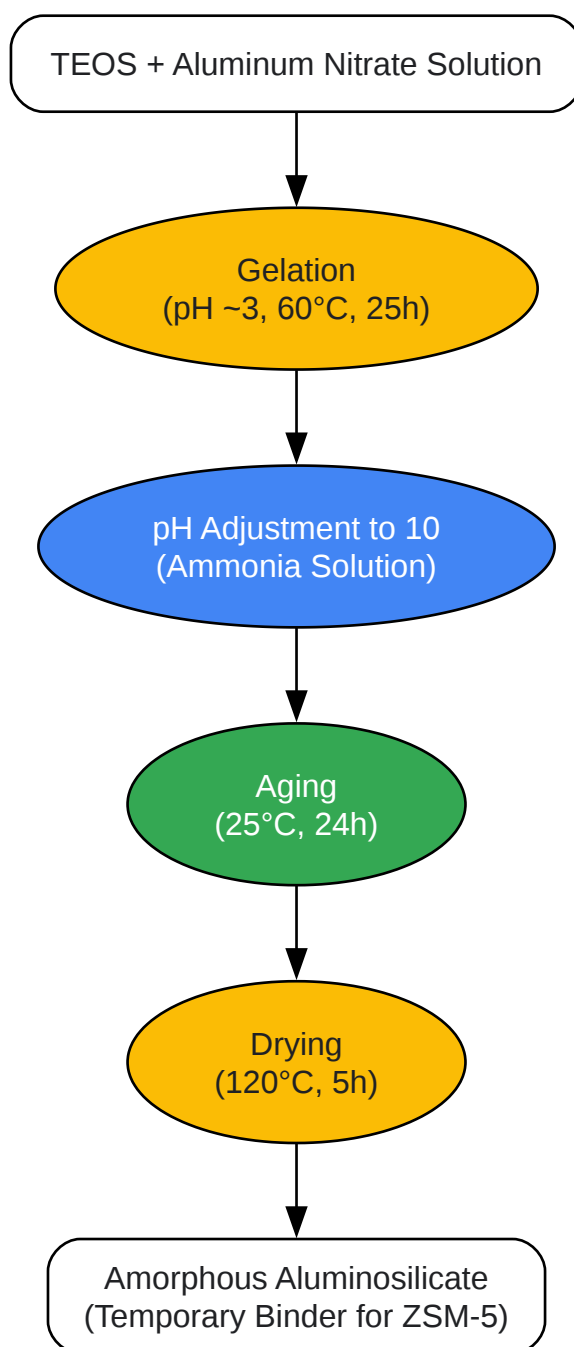 TEOS + Aluminum Nitrate Solution
Gelation
(pH ~3, 60°C, 25h)
pH Adjustment to 10
(Ammonia Solution)
Aging
(25°C, 24h)
Drying
(120°C, 5h)
Amorphous Aluminosilicate
(Temporary Binder for ZSM-5)